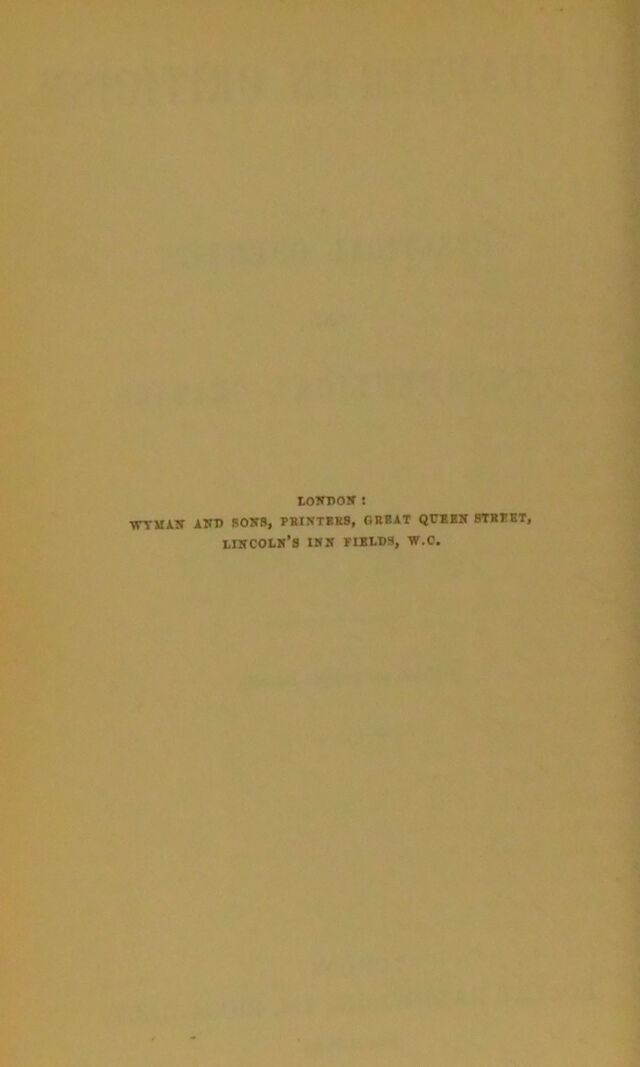 LONDON :
WYMAN AND SONS, PRINTERS, GREAT QUEEN STREET,
LINCOLN'S INN FIELDS, W.C.